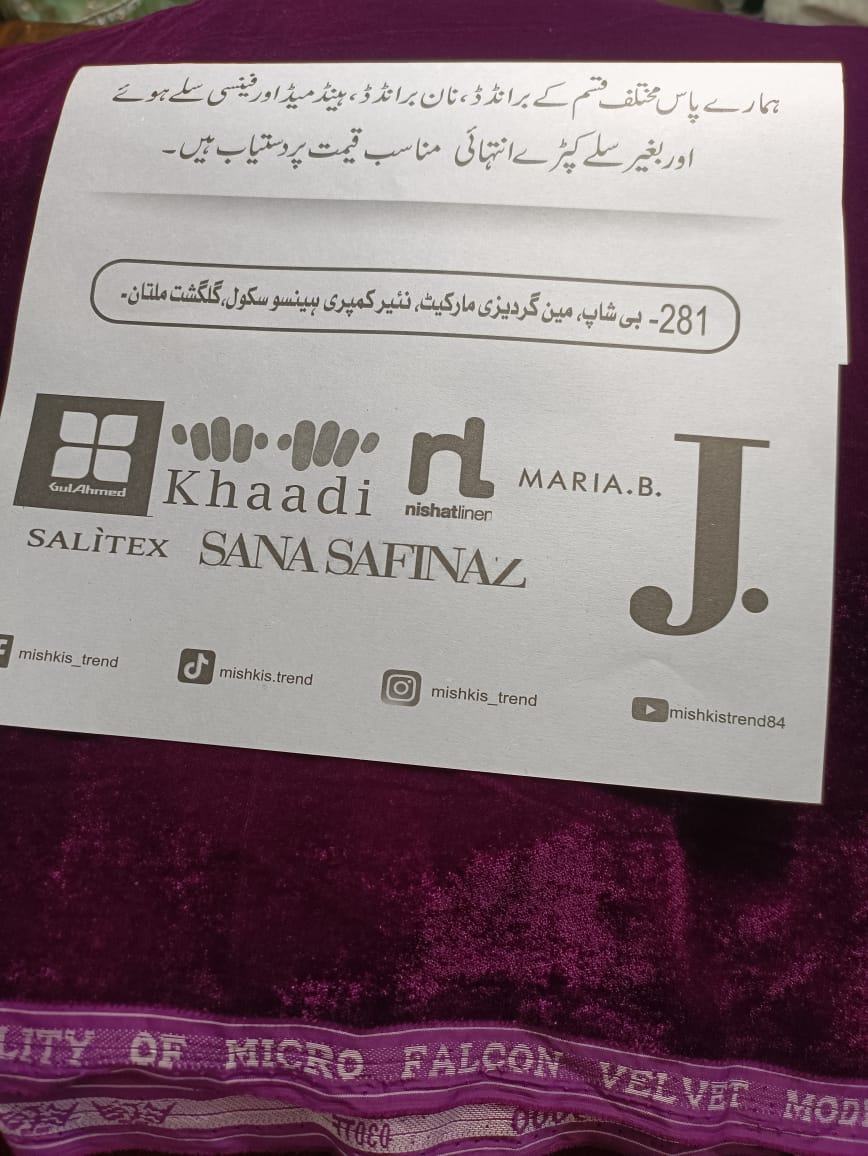 ہمارے پاس مختلف قسم کے برانڈڈ، نان برانڈڈ، ہینڈ میڈ اور فینسی سلے ہوئے
اور بغیر سلے کپڑے انتہائی مناسب قیمت پر دستیاب ہیں۔
281- بی شاپ، مین گردیزی مارکیٹ، نئیر کمپری ہینسو سکول، گلگشت ملتان۔
GulAhmed
Khaadi
nishatlinen
MARIA.B.
J.
SALÌTEX
SANA SAFINAZ
mishkis_trend
mishkis.trend
mishkis_trend
mishkistrend84
LITY OF MICRO FALCON VELVET MOD